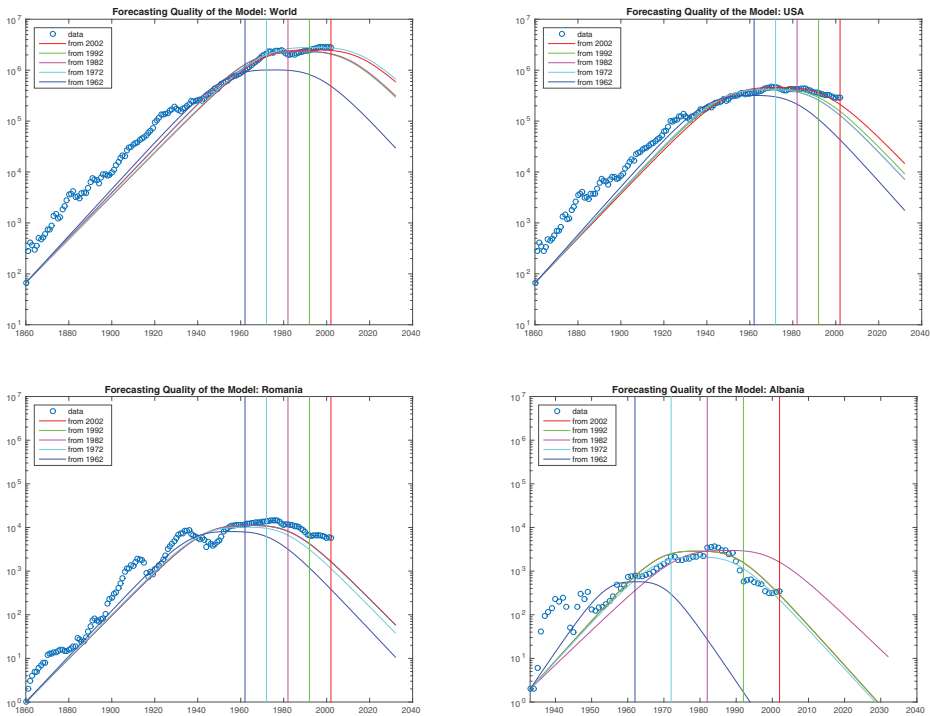 Forecasting Quality of the Model: World
10^7
10^6
10^5
10^4
10^3
10^2
10^1
data
from 2002
from 1992
from 1982
from 1972
from 1962
1860 1880 1900 1920 1940 1960 1980 2000 2020 2040
Forecasting Quality of the Model: USA
10^7
10^6
10^5
10^4
10^3
10^2
10^1
data
from 2002
from 1992
from 1982
from 1972
from 1962
1860 1880 1900 1920 1940 1960 1980 2000 2020 2040
Forecasting Quality of the Model: Romania
10^7
10^6
10^5
10^4
10^3
10^2
10^1
10^0
data
from 2002
from 1992
from 1982
from 1972
from 1962
1860 1880 1900 1920 1940 1960 1980 2000 2020 2040
Forecasting Quality of the Model: Albania
10^7
10^6
10^5
10^4
10^3
10^2
10^1
10^0
data
from 2002
from 1992
from 1982
from 1972
from 1962
1940 1950 1960 1970 1980 1990 2000 2010 2020 2030 2040